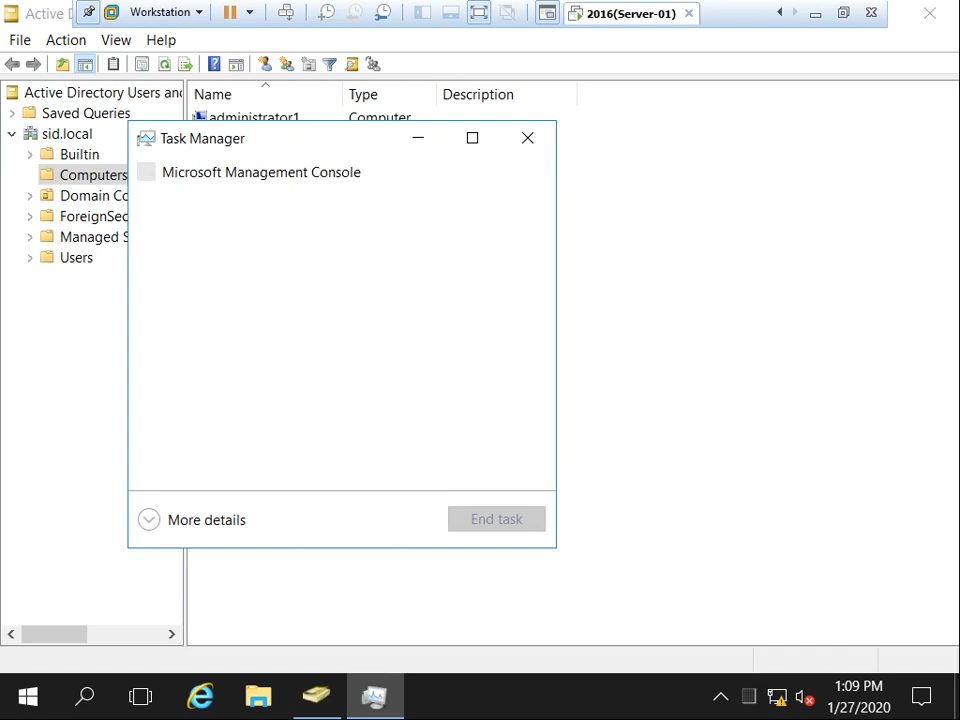 Active D
Workstation
2016(Server-01)
File Action View Help
Active Directory Users and
Saved Queries
sid.local
Builtin
Computers
Domain Co
ForeignSec
Managed S
Users
Name Type Description
administrator1 Computer
Task Manager
Microsoft Management Console
More details
End task
1:09 PM
1/27/2020